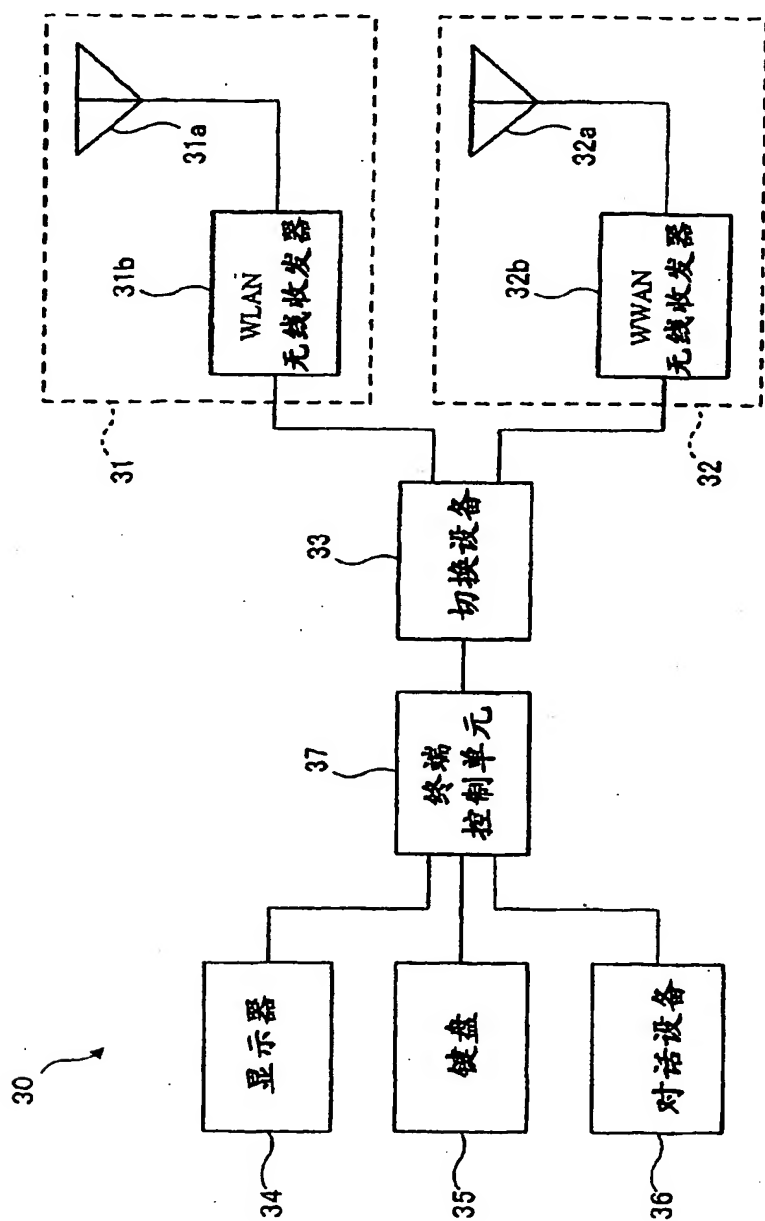 30
34
显示器
35
键盘
36
对话设备
37
终端
控制单元
33
切换设备
31
31b
WLAN
无线收发器
31a
32
32b
WWAN
无线收发器
32a